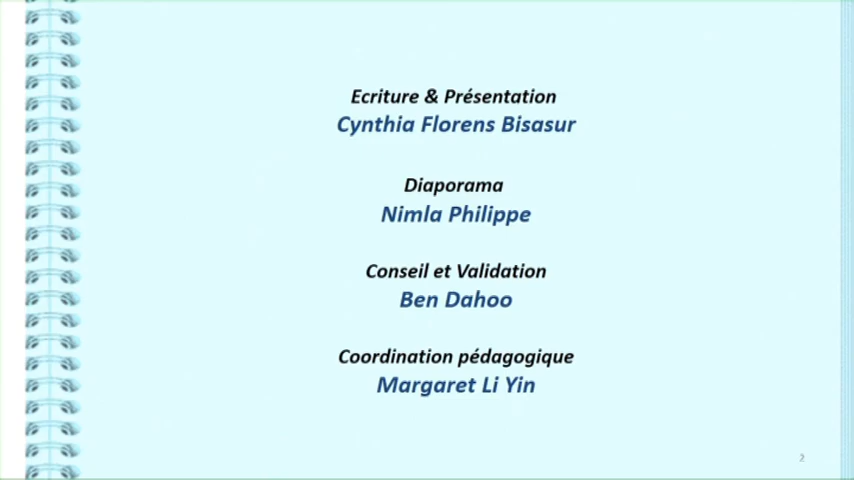 Ecriture & Présentation
Cynthia Florens Bisasur
Diaporama
Nimla Philippe
Conseil et Validation
Ben Dahoo
Coordination pédagogique
Margaret Li Yin
2